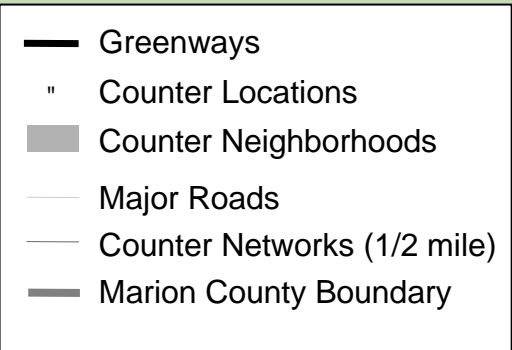 Greenways
" Counter Locations
Counter Neighborhoods
Major Roads
Counter Networks (1/2 mile)
Marion County Boundary